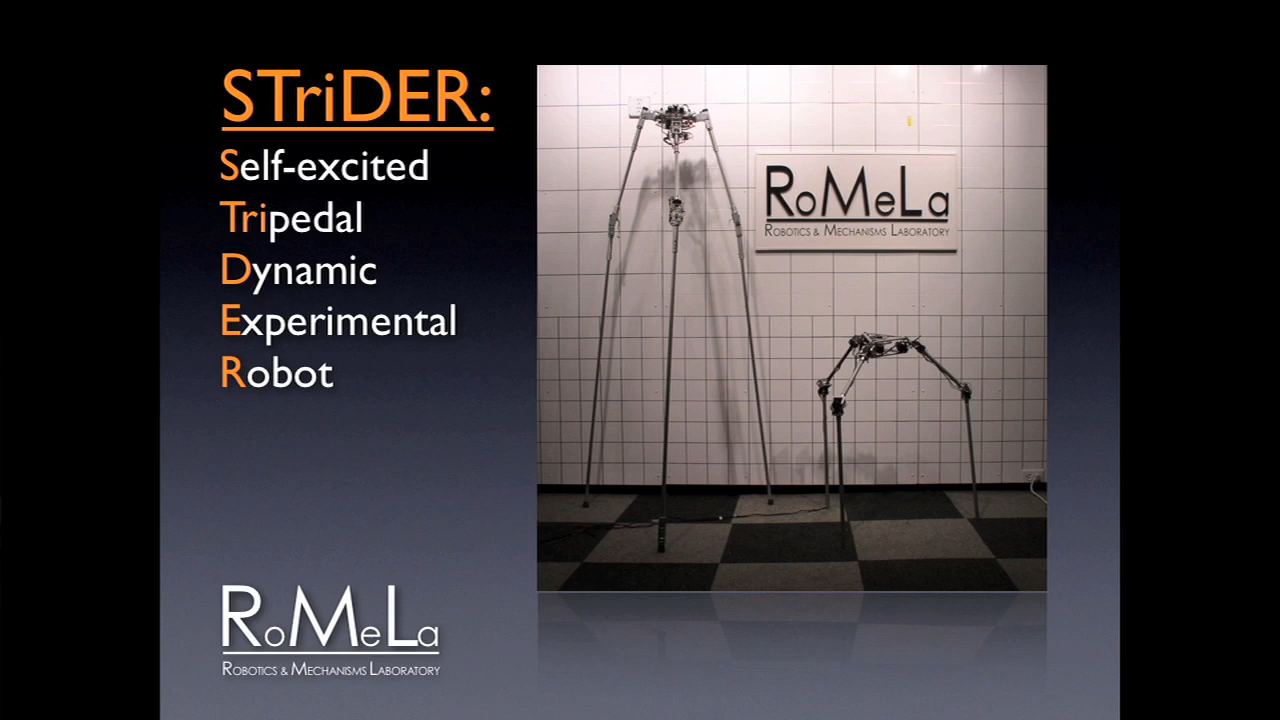 STriDER:
Self-excited
Tripedal
Dynamic
Experimental
Robot
RoMeLa
Robotics & Mechanisms Laboratory
RoMeLa
Robotics & Mechanisms Laboratory